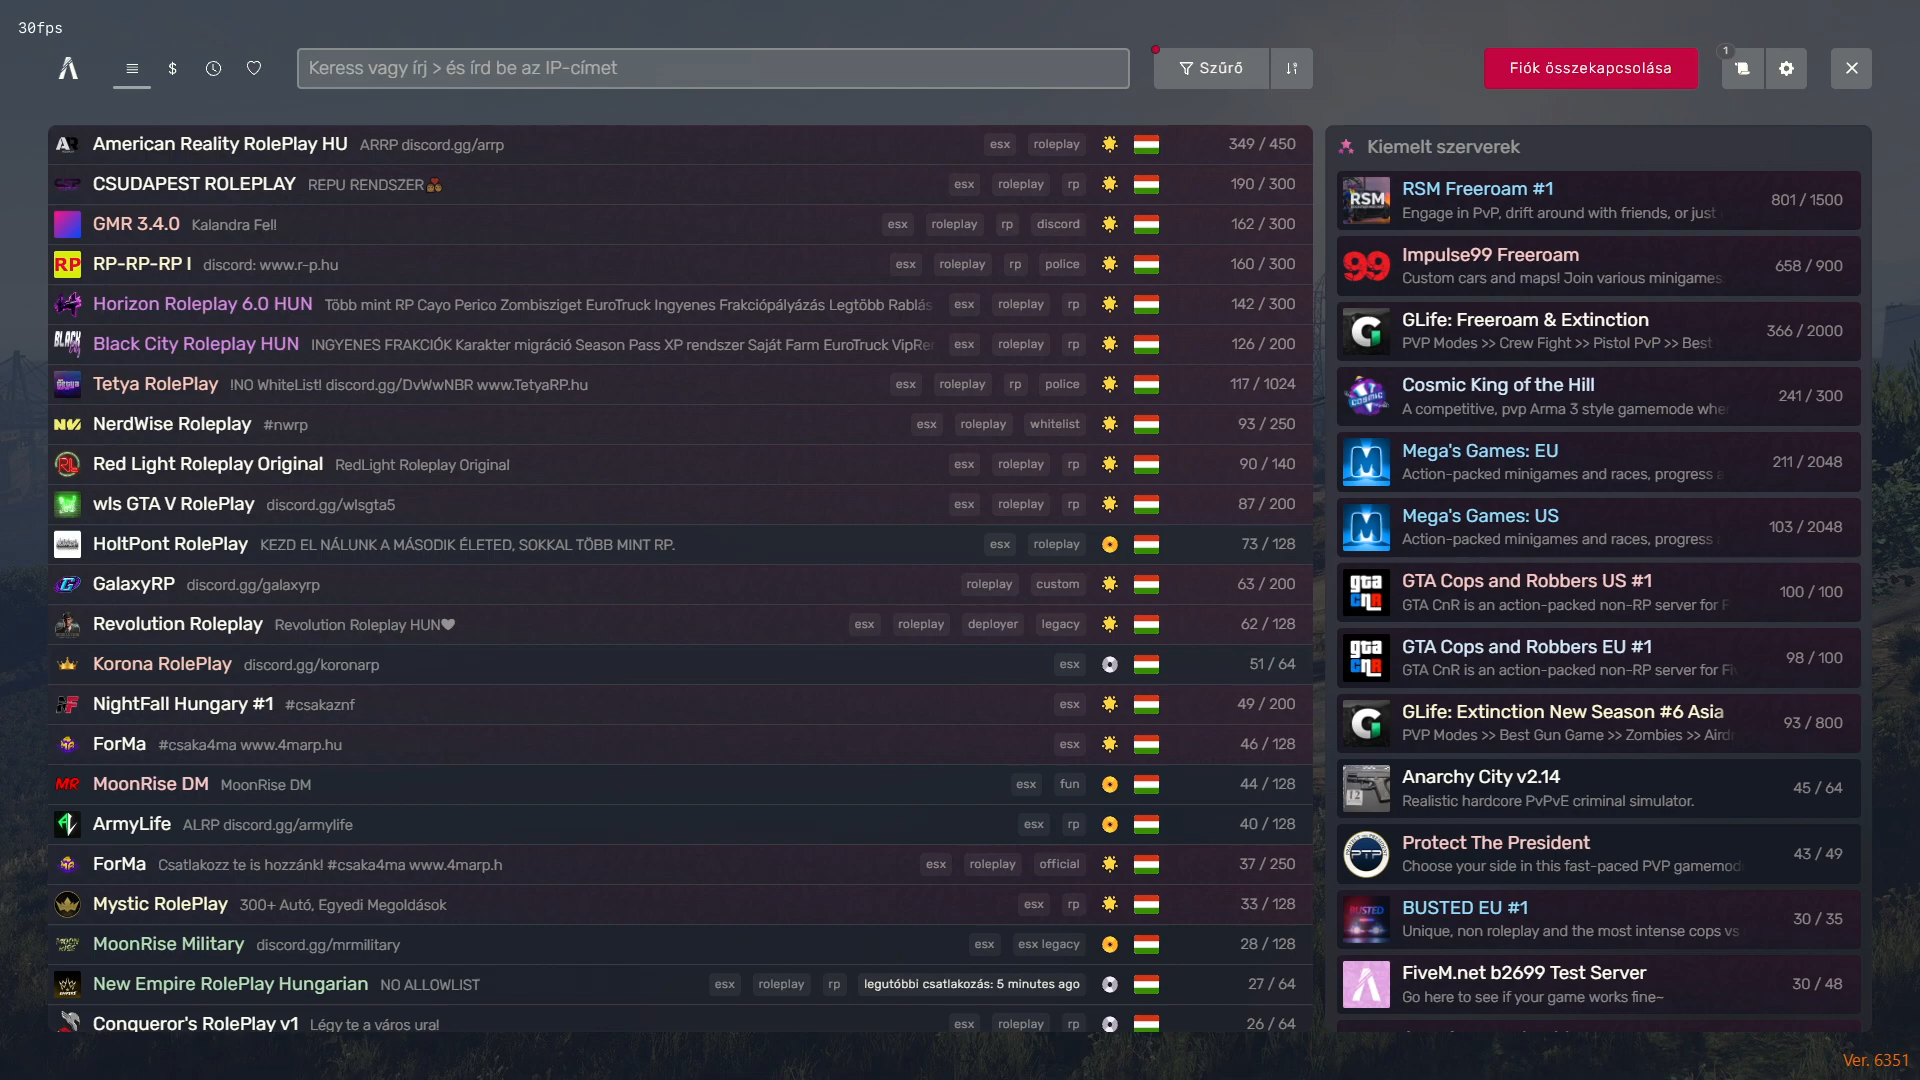 30fps
$
Keress vagy írj > és írd be az IP-címet
Szűrő
Fiók összekapcsolása
1
American Reality RolePlay HU ARRP discord.gg/arrp esx roleplay 349 / 450
CSUDAPEST ROLEPLAY REPU RENDSZER esx roleplay rp 190 / 300
GMR 3.4.0 Kalandra Fel! esx roleplay rp discord 162 / 300
RP RP-RP-RP I discord: www.r-p.hu esx roleplay rp police 160 / 300
Horizon Roleplay 6.0 HUN Több mint RP Cayo Perico Zombisziget EuroTruck Ingyenes Frakciópályázás Legtöbb Rablás esx roleplay rp 142 / 300
BLACK Black City Roleplay HUN INGYENES FRAKCIÓK Karakter migráció Season Pass XP rendszer Saját Farm EuroTruck VipRe esx roleplay rp 126 / 200
Tetya RolePlay !NO WhiteList! discord.gg/DvWwNBR www.TetyaRP.hu esx roleplay rp police 117 / 1024
NerdWise Roleplay #nwrp esx roleplay whitelist 93 / 250
RL Red Light Roleplay Original RedLight Roleplay Original esx roleplay rp 90 / 140
wls GTA V RolePlay discord.gg/wlsgta5 esx roleplay rp 87 / 200
HoltPont RolePlay KEZD EL NÁLUNK A MÁSODIK ÉLETED, SOKKAL TÖBB MINT RP. esx roleplay 73 / 128
GalaxyRP discord.gg/galaxyrp roleplay custom 63 / 200
Revolution Roleplay Revolution Roleplay HUN esx roleplay deployer legacy 62 / 128
Korona RolePlay discord.gg/koronarp esx 51 / 64
NightFall Hungary #1 #csakaznf esx 49 / 200
ForMa #csaka4ma www.4marp.hu esx 46 / 128
MR MoonRise DM MoonRise DM esx fun 44 / 128
ArmyLife ALRP discord.gg/armylife esx rp 40 / 128
ForMa Csatlakozz te is hozzánk! #csaka4ma www.4marp.h esx roleplay official 37 / 250
Mystic RolePlay 300+ Autó, Egyedi Megoldások esx rp 33 / 128
MoonRise Military discord.gg/mrmilitary esx esx legacy 28 / 128
New Empire RolePlay Hungarian NO ALLOWLIST esx roleplay rp legutóbbi csatlakozás: 5 minutes ago 27 / 64
Conqueror's RolePlay v1 Légy te a város ura! esx roleplay rp 26 / 64
Kiemelt szerverek
RSM
RSM Freeroam #1 801 / 1500
Engage in PvP, drift around with friends, or just
99
Impulse99 Freeroam 658 / 900
Custom cars and maps! Join various minigames
G
GLife: Freeroam & Extinction 366 / 2000
PVP Modes >> Crew Fight >> Pistol PvP >> Best
COSMIC
Cosmic King of the Hill 241 / 300
A competitive, pvp Arma 3 style gamemode whe
M
Mega's Games: EU 211 / 2048
Action-packed minigames and races, progress a
M
Mega's Games: US 103 / 2048
Action-packed minigames and races, progress a
gta CnR
GTA Cops and Robbers US #1 100 / 100
GTA CnR is an action-packed non-RP server for F
gta CnR
GTA Cops and Robbers EU #1 98 / 100
GTA CnR is an action-packed non-RP server for Fi
G
GLife: Extinction New Season #6 Asia 93 / 800
PVP Modes >> Best Gun Game >> Zombies >> Aird
12
Anarchy City v2.14 45 / 64
Realistic hardcore PvPvE criminal simulator.
PTP
Protect The President 43 / 49
Choose your side in this fast-paced PVP gamemod
BUSTED
BUSTED EU #1 30 / 35
Unique, non roleplay and the most intense cops vs
FiveM.net b2699 Test Server 30 / 48
Go here to see if your game works fine~
Ver. 6351